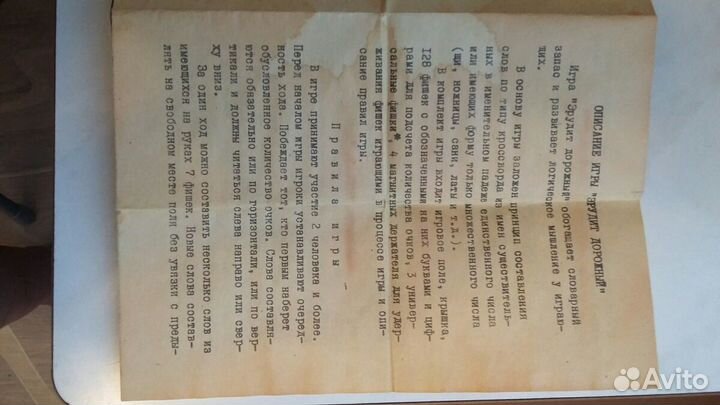 ОПИСАНИЕ ИГРЫ "ЭРУДИТ ДОРОЖНЫЙ"
Игра "Эрудит дорожный" обогащает словарный
запас и развивает логическое мышление у играю-
щих.
В основу игры заложен принцип составления
слов по типу кроссворда из имен существитель-
ных в именительном падеже единственного числа
или имеющих форму только множественного числа
(щи, ножницы, сани, латы и т.д.).
В комплект игры входит игровое поле, крышка,
128 фишек с обозначенными на них буквами и циф-
рами для подсчета количества очков, 3 универ-
сальные фишки* 4 магнитных держателя для удер-
живания фишек играющими в процессе игры и опи-
сание правил игры.
Правила игры
В игре принимают участие 2 человека и более.
Перед началом игры игроки устанавливают очеред-
ность хода. Побеждает тот, кто первым наберет
обусловленное количество очков. Слова составля-
ются обязательно или по горизонтали, или по вер-
тикали и должны читаться слева направо или свер-
ху вниз.
За один ход можно составить несколько слов из
имеющихся на руках 7 фишек. Новые слова состав-
лять на свободном месте поля без увязки с преды-
Avito